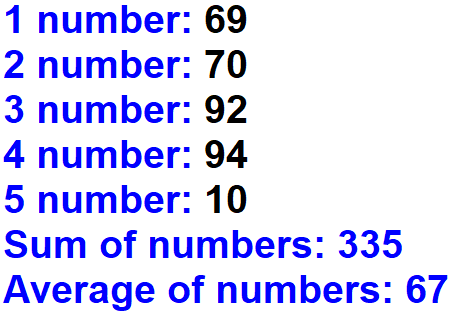 1 number: 69
2 number: 70
3 number: 92
4 number: 94
5 number: 10
Sum of numbers: 335
Average of numbers: 67